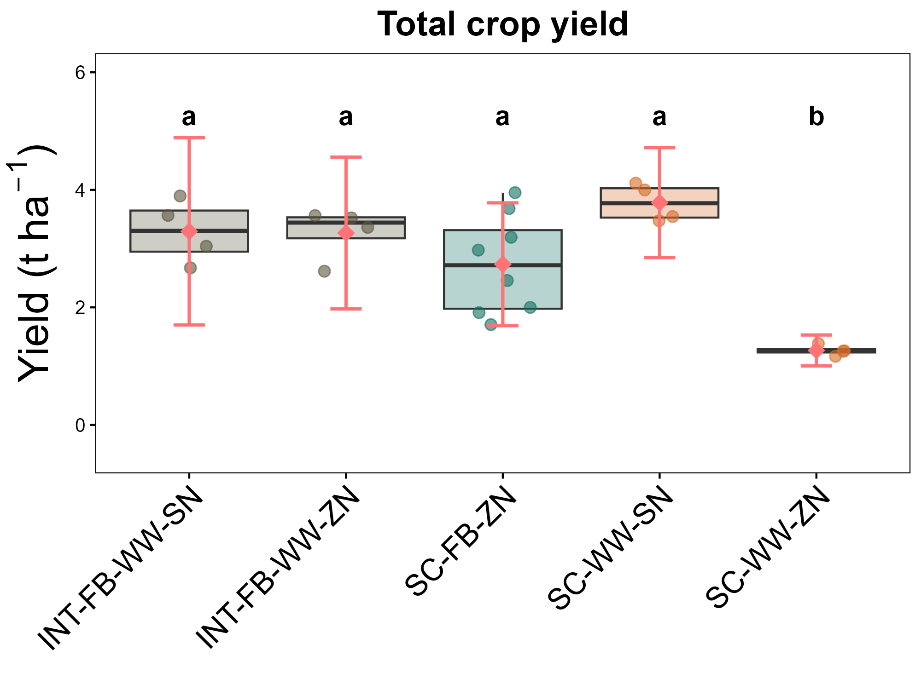 Total crop yield
Yield (t ha⁻¹)
6
4
2
0
a a a a b
INT-FB-WW-SN
INT-FB-WW-ZN
SC-FB-ZN
SC-WW-SN
SC-WW-ZN